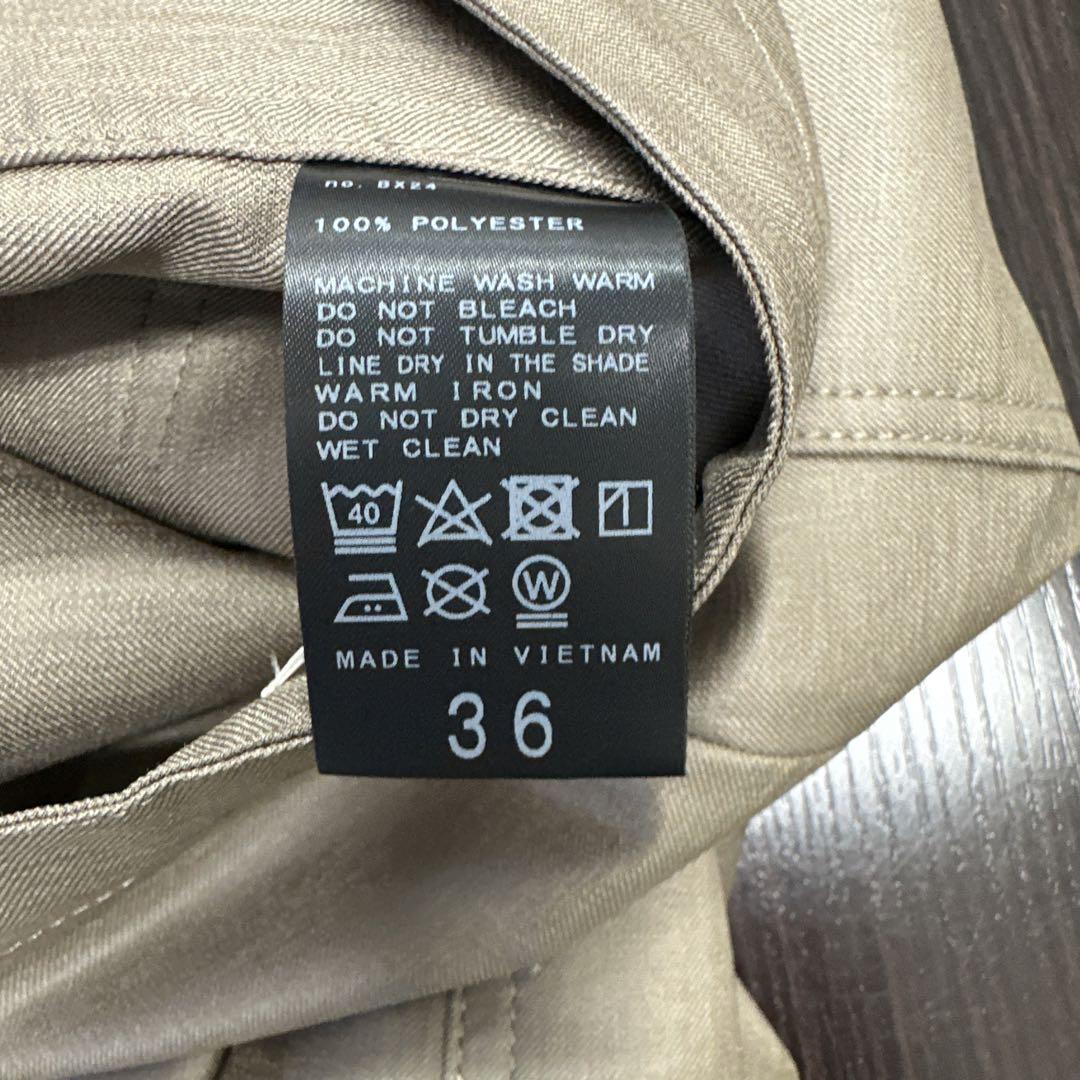 no. BX24
100% POLYESTER
MACHINE WASH WARM
DO NOT BLEACH
DO NOT TUMBLE DRY
LINE DRY IN THE SHADE
WARM IRON
DO NOT DRY CLEAN
WET CLEAN
40
W
MADE IN VIETNAM
36